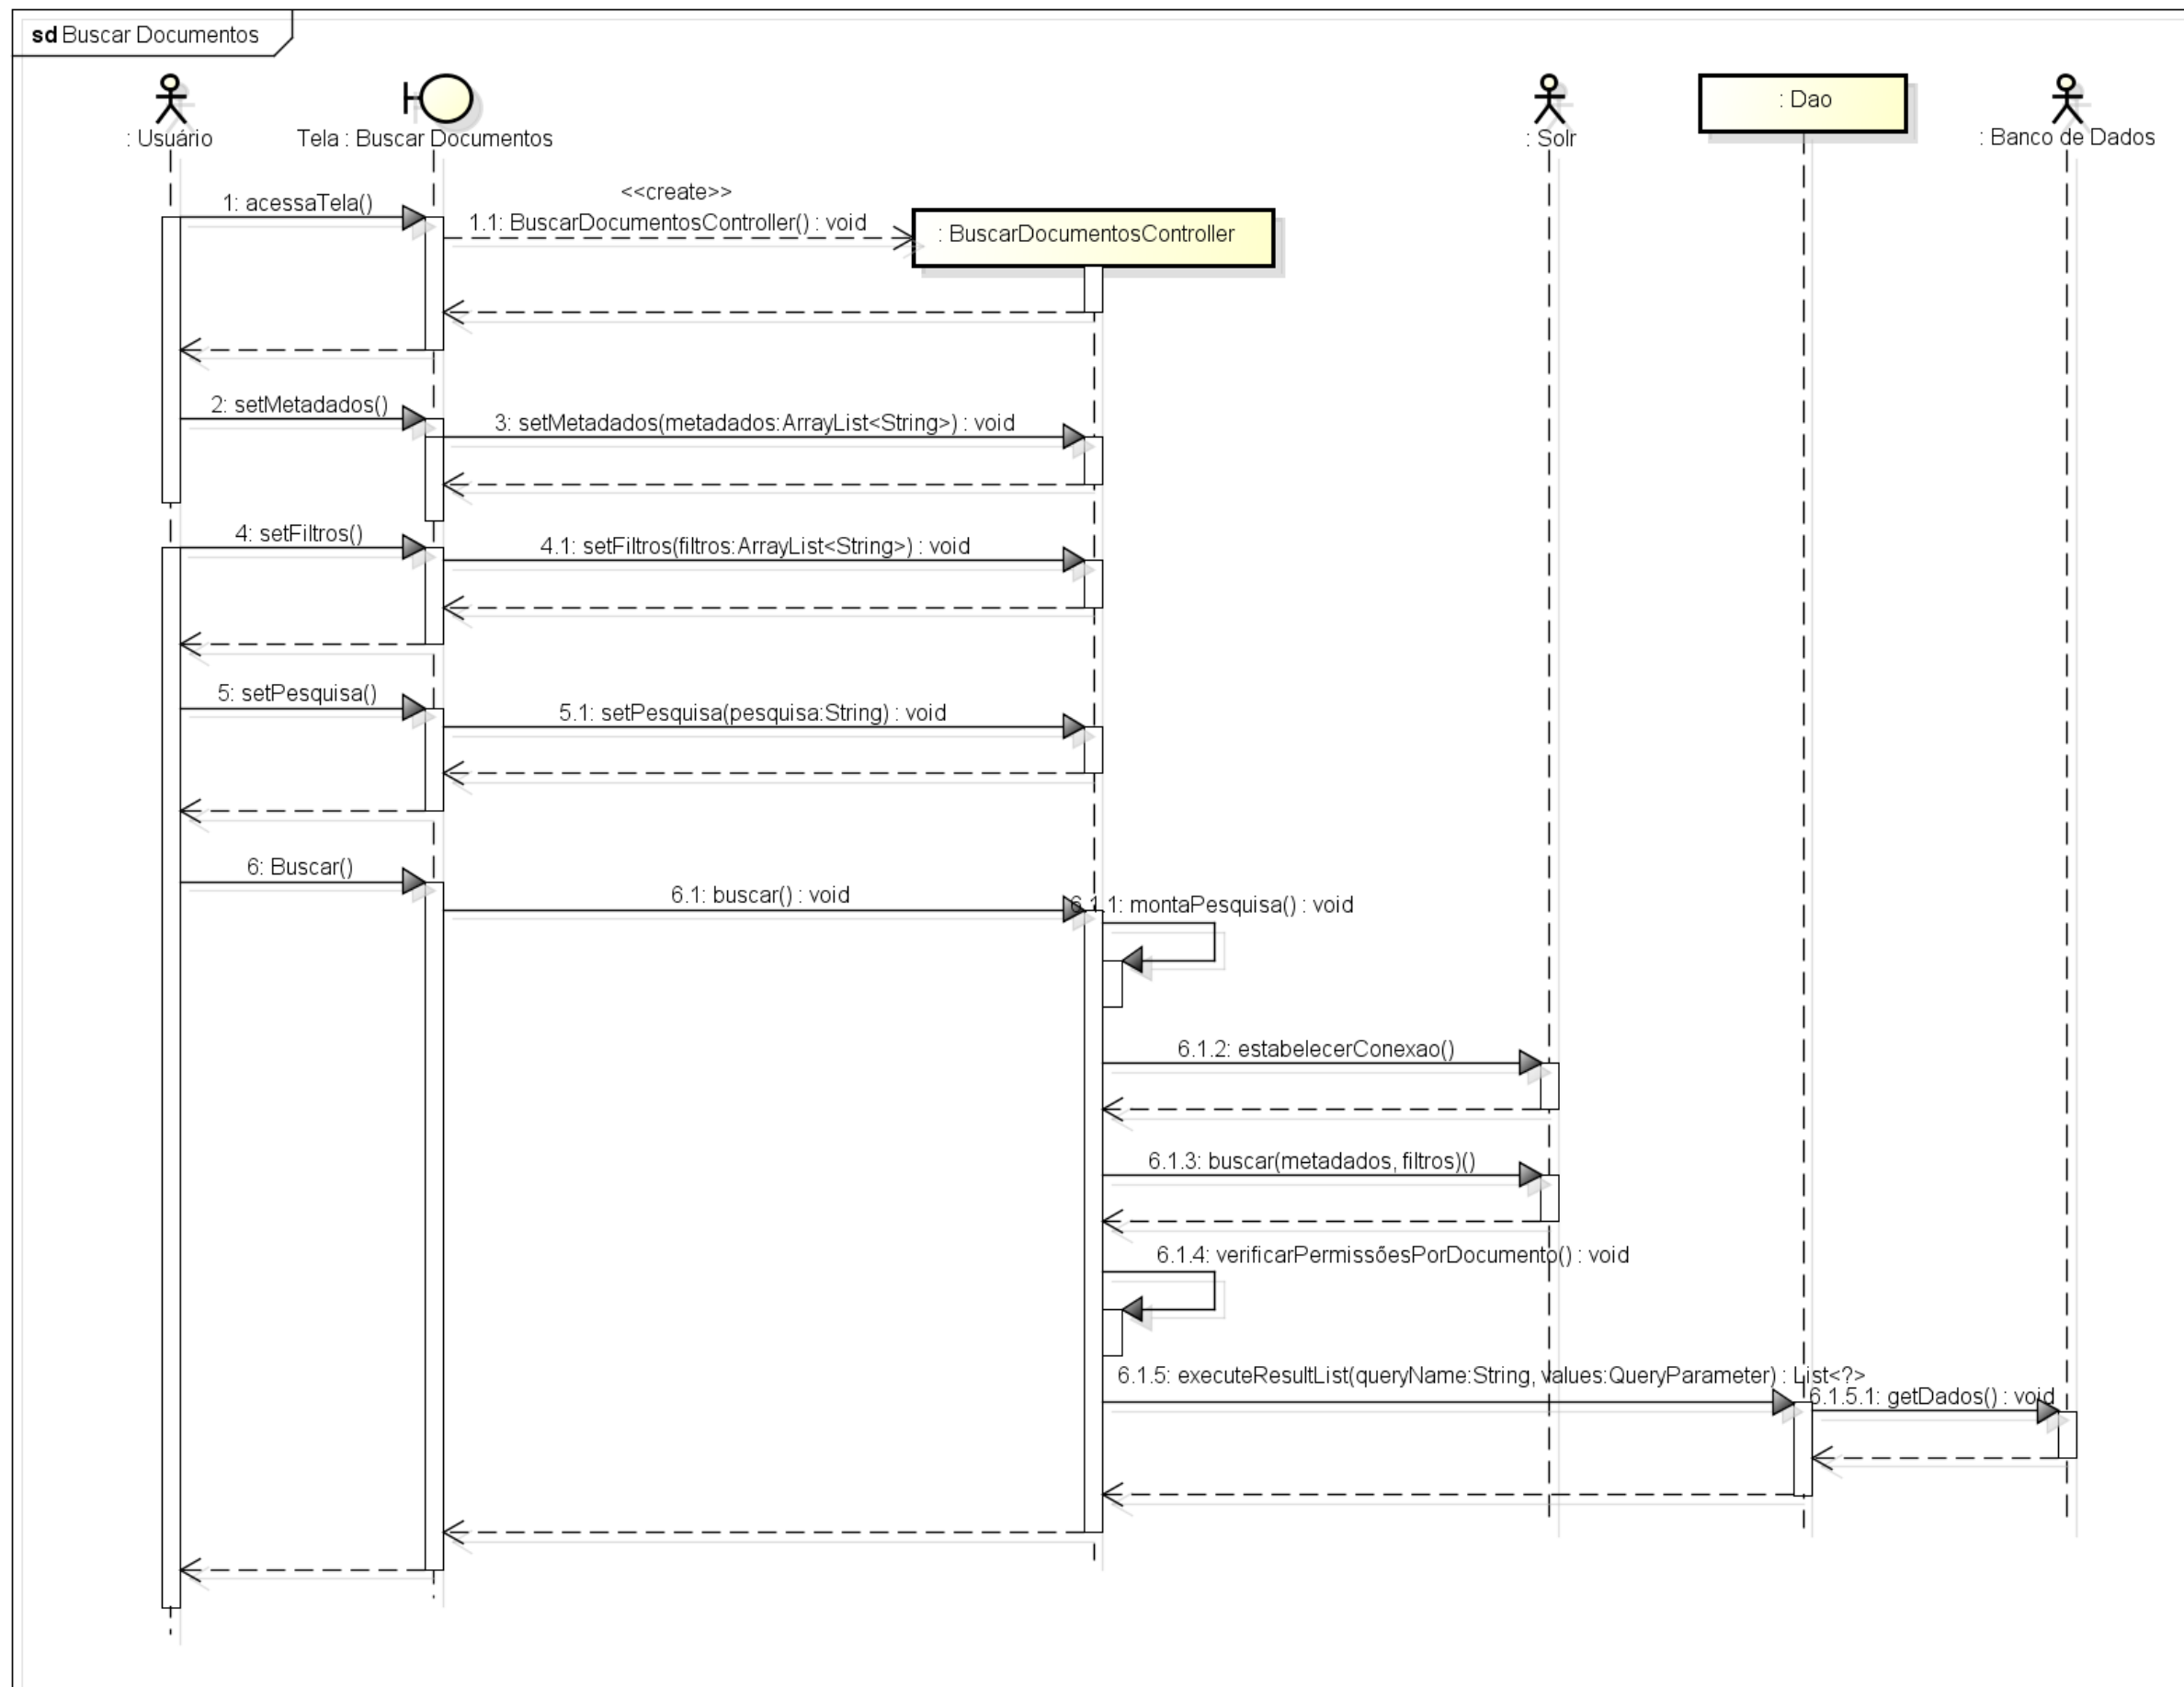 sd Buscar Documentos
: Usuário
Tela : Buscar Documentos
: Solr
: Dao
: Banco de Dados
1: acessaTela()
<<create>>
1.1: BuscarDocumentosController() : void
: BuscarDocumentosController
2: setMetadados()
3: setMetadados(metadados:ArrayList<String>) : void
4: setFiltros()
4.1: setFiltros(filtros:ArrayList<String>) : void
5: setPesquisa()
5.1: setPesquisa(pesquisa:String) : void
6: Buscar()
6.1: buscar() : void
6.1.1: montaPesquisa() : void
6.1.2: estabelecerConexao()
6.1.3: buscar(metadados, filtros)()
6.1.4: verificarPermissõesPorDocumento() : void
6.1.5: executeResultList(queryName:String, values:QueryParameter) : List<?>
6.1.5.1: getDados() : void